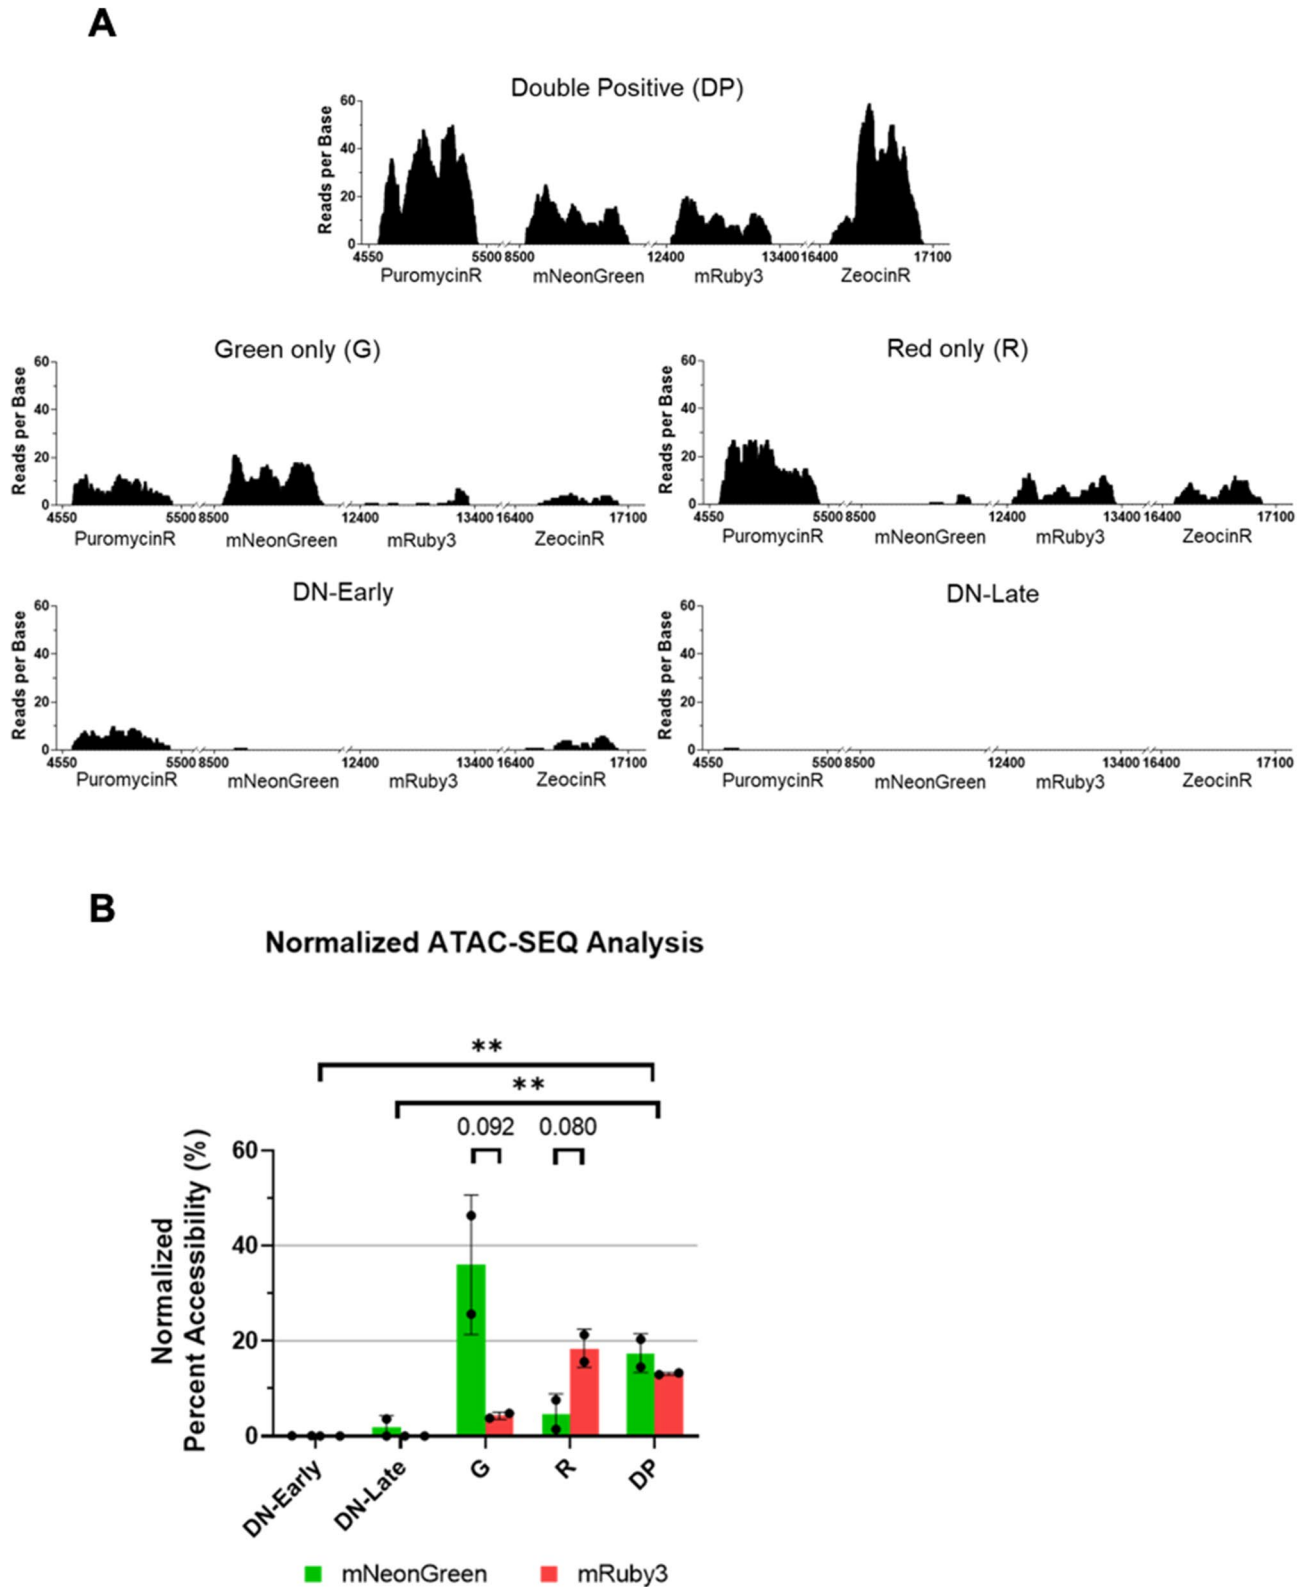 A
Double Positive (DP)
Reads per Base
60
40
20
0
4550 5500 8500 12400 13400 16400 17100
PuromycinR mNeonGreen mRuby3 ZeocinR
Green only (G) Red only (R)
Reads per Base
60
40
20
0
4550 5500 8500 12400 13400 16400 17100
PuromycinR mNeonGreen mRuby3 ZeocinR
Reads per Base
60
40
20
0
4550 5500 8500 12400 13400 16400 17100
PuromycinR mNeonGreen mRuby3 ZeocinR
DN-Early DN-Late
Reads per Base
60
40
20
0
4550 5500 8500 12400 13400 16400 17100
PuromycinR mNeonGreen mRuby3 ZeocinR
Reads per Base
60
40
20
0
4550 5500 8500 12400 13400 16400 17100
PuromycinR mNeonGreen mRuby3 ZeocinR
B
Normalized ATAC-SEQ Analysis
**
**
0.092 0.080
Normalized
Percent Accessibility (%)
60
40
20
0
DN-Early DN-Late G R DP
mNeonGreen mRuby3